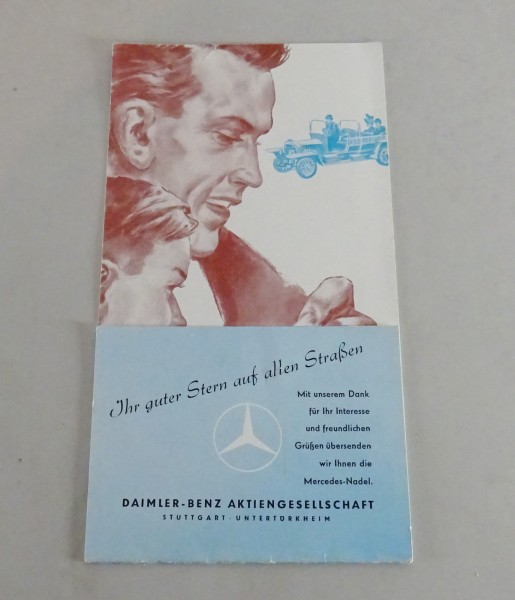 Ihr guter Stern auf allen Straßen
Mit unserem Dank
für Ihr Interesse
und freundlichen
Grüßen übersenden
wir Ihnen die
Mercedes-Nadel.
DAIMLER-BENZ AKTIENGESELLSCHAFT
STUTTGART-UNTERTÜRKHEIM